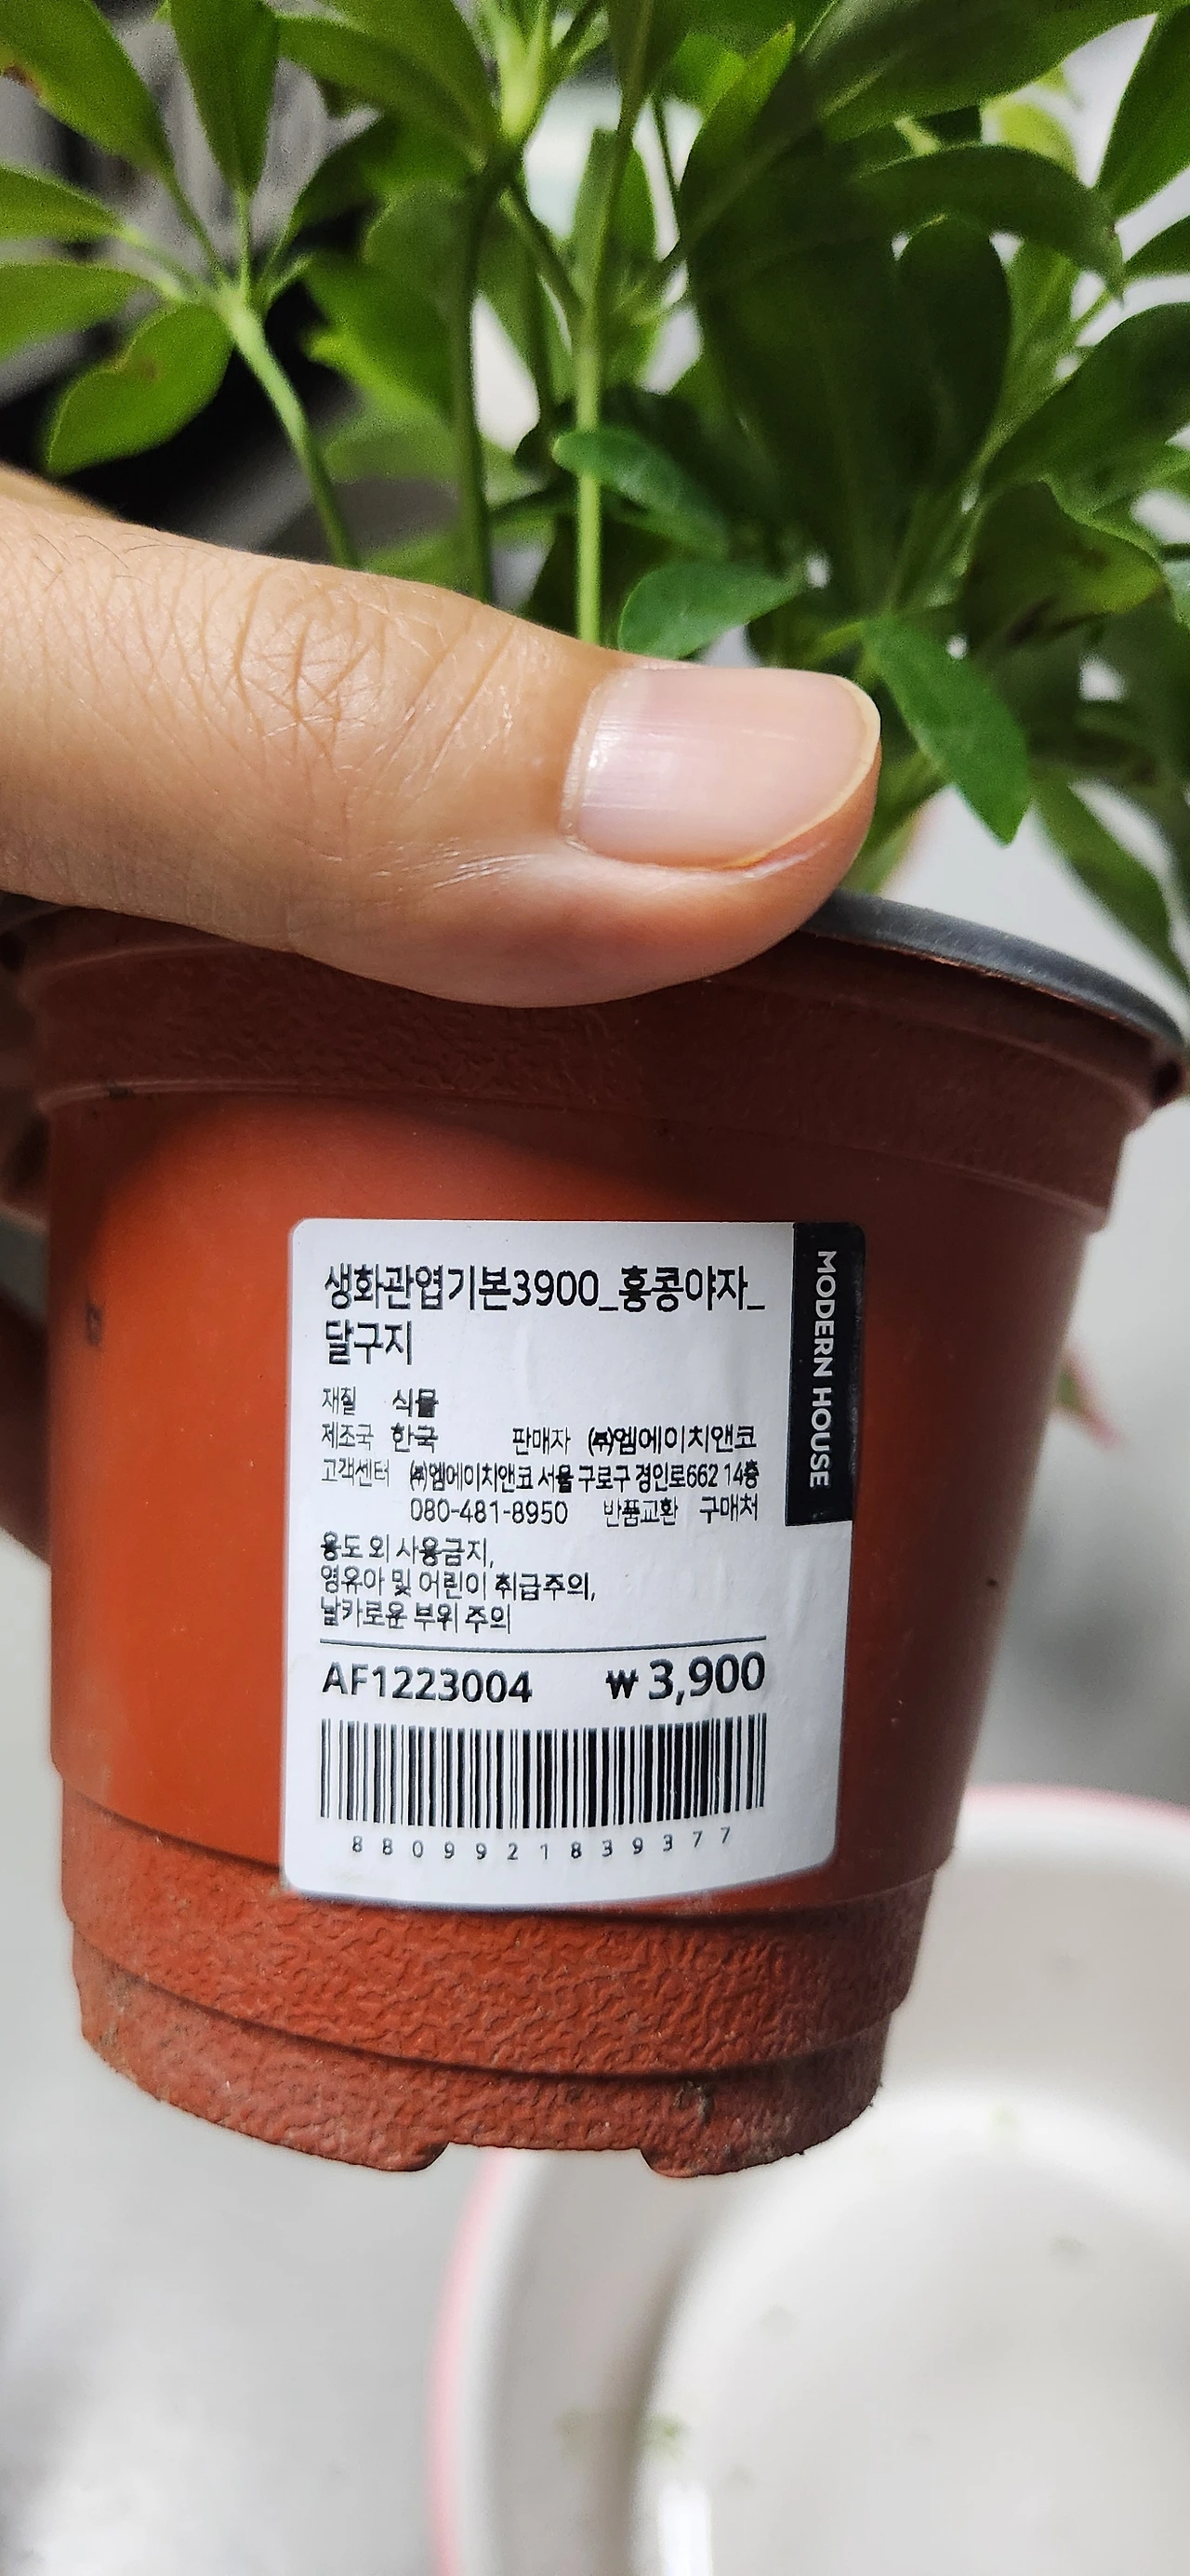 생화관엽기본3900_홍콩야자_
달구지
MODERN HOUSE
재질 식물
제조국 한국 판매자 ㈜엠에이치앤코
고객센터 ㈜엠에이치앤코 서울 구로구 경인로662 14층
080-481-8950 반품교환 구매처
용도 외 사용금지,
영유아 및 어린이 취급주의,
날카로운 부위 주의
AF1223004 ₩3,900
8809921839377